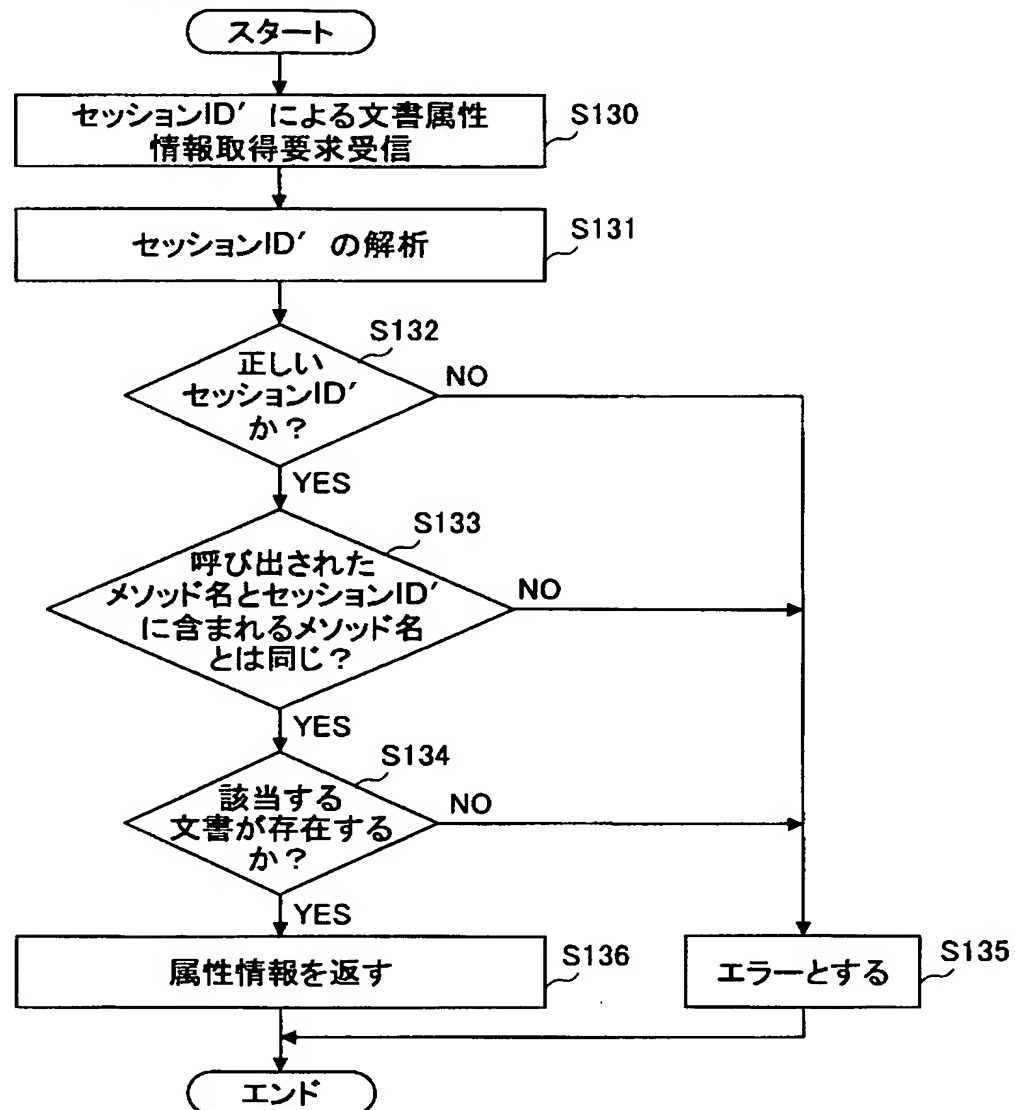 スタート
セッションID′ による文書属性
情報取得要求受信
S130
セッションID′ の解析
S131
S132
正しい
セッションID′
か？
NO
YES
S133
呼び出された
メソッド名とセッションID′
に含まれるメソッド名
とは同じ？
NO
YES
S134
該当する
文書が存在する
か？
NO
YES
属性情報を返す
S136
エラーとする
S135
エンド